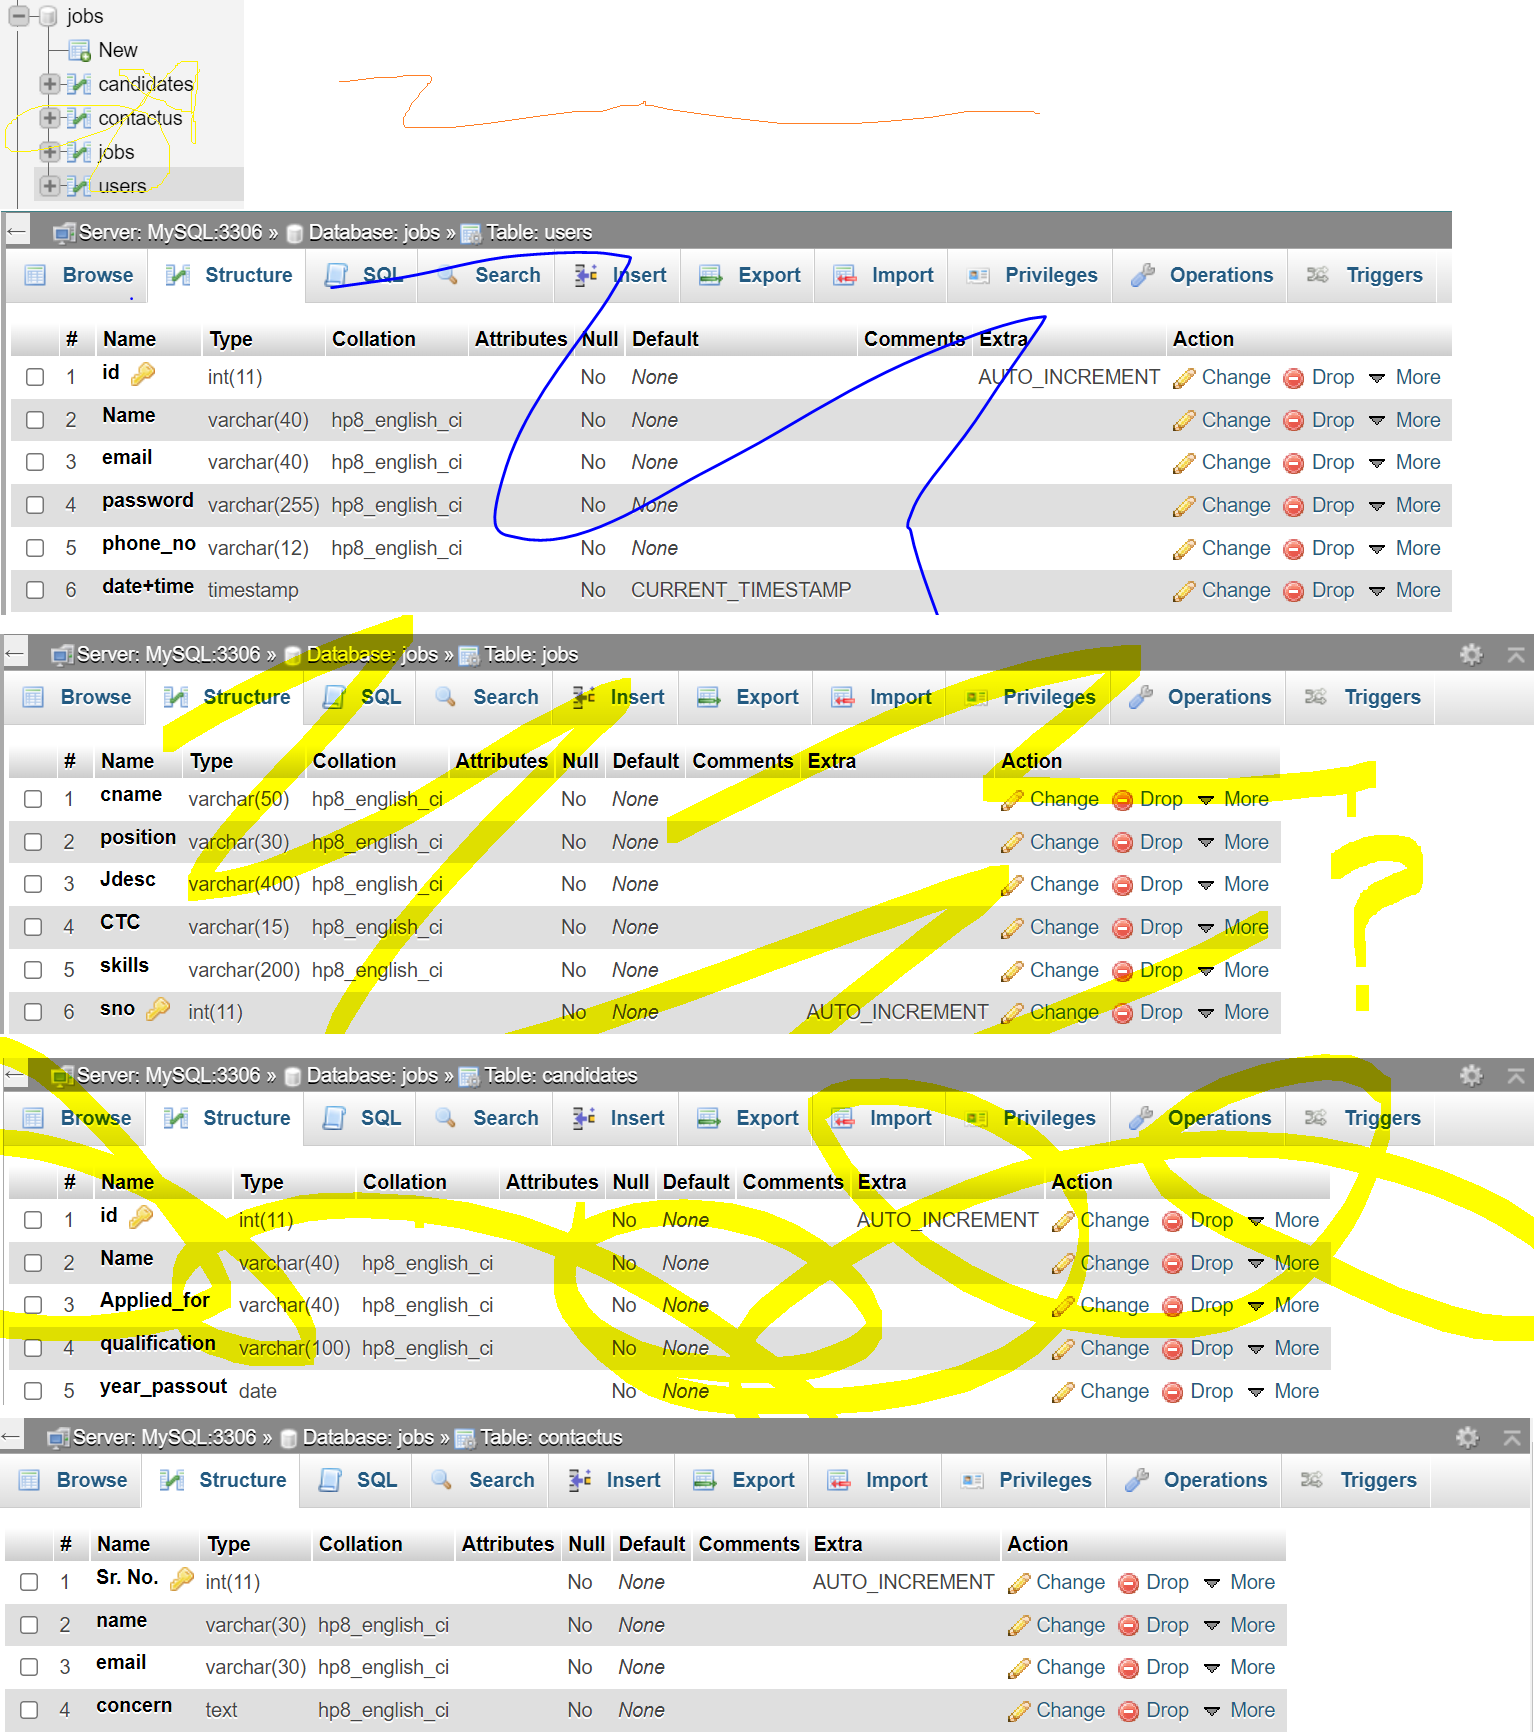 jobs
New
candidates
contactus
jobs
users
← Server: MySQL:3306 » Database: jobs » Table: users
Browse Structure SQL Search Insert Export Import Privileges Operations Triggers
# Name Type Collation Attributes Null Default Comments Extra Action
1 id int(11) No None AUTO_INCREMENT Change Drop More
2 Name varchar(40) hp8_english_ci No None Change Drop More
3 email varchar(40) hp8_english_ci No None Change Drop More
4 password varchar(255) hp8_english_ci No None Change Drop More
5 phone_no varchar(12) hp8_english_ci No None Change Drop More
6 date+time timestamp No CURRENT_TIMESTAMP Change Drop More
← Server: MySQL:3306 » Database: jobs » Table: jobs
Browse Structure SQL Search Insert Export Import Privileges Operations Triggers
# Name Type Collation Attributes Null Default Comments Extra Action
1 cname varchar(50) hp8_english_ci No None Change Drop More
2 position varchar(30) hp8_english_ci No None Change Drop More
?
3 Jdesc varchar(400) hp8_english_ci No None Change Drop More
4 CTC varchar(15) hp8_english_ci No None Change Drop More
5 skills varchar(200) hp8_english_ci No None Change Drop More
6 sno int(11) No None AUTO_INCREMENT Change Drop More
← Server: MySQL:3306 » Database: jobs » Table: candidates
Browse Structure SQL Search Insert Export Import Privileges Operations Triggers
# Name Type Collation Attributes Null Default Comments Extra Action
1 id int(11) No None AUTO_INCREMENT Change Drop More
2 Name varchar(40) hp8_english_ci No None Change Drop More
3 Applied_for varchar(40) hp8_english_ci No None Change Drop More
4 qualification varchar(100) hp8_english_ci No None Change Drop More
5 year_passout date No None Change Drop More
← Server: MySQL:3306 » Database: jobs » Table: contactus
Browse Structure SQL Search Insert Export Import Privileges Operations Triggers
# Name Type Collation Attributes Null Default Comments Extra Action
1 Sr. No. int(11) No None AUTO_INCREMENT Change Drop More
2 name varchar(30) hp8_english_ci No None Change Drop More
3 email varchar(30) hp8_english_ci No None Change Drop More
4 concern text hp8_english_ci No None Change Drop More